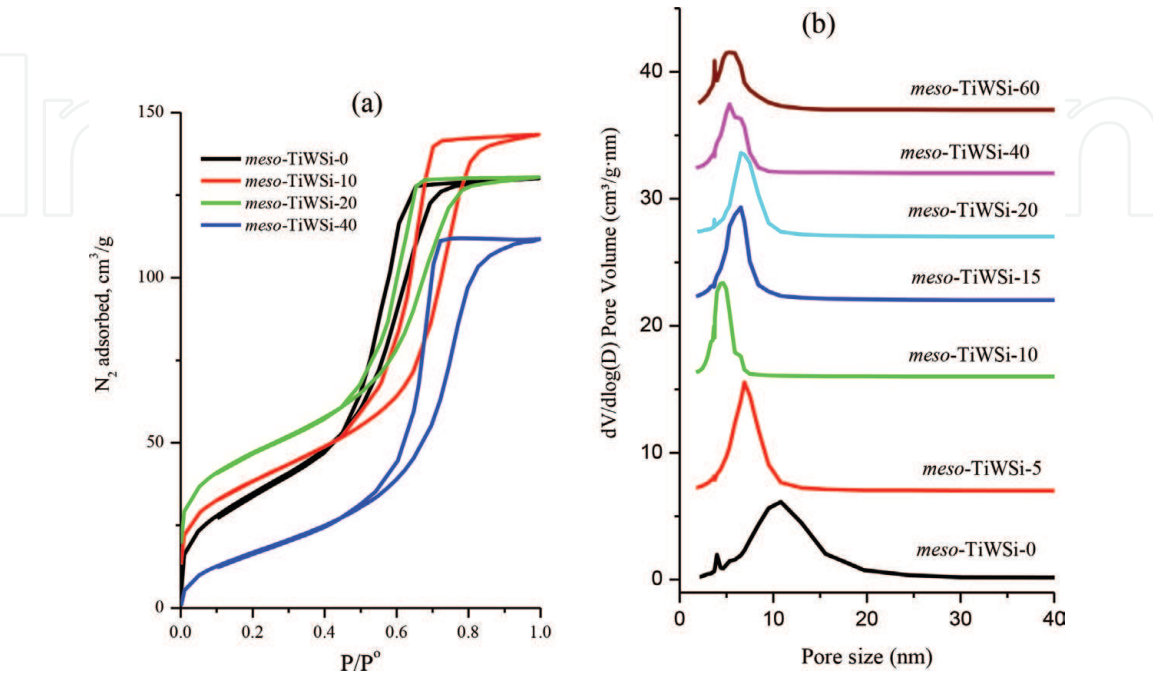 (a)
150
100
50
0
N₂ adsorbed, cm³/g
meso-TiWSi-0
meso-TiWSi-10
meso-TiWSi-20
meso-TiWSi-40
0.0 0.2 0.4 0.6 0.8 1.0
P/P°
(b)
40
30
20
10
0
dV/dlog(D) Pore Volume (cm³/g·nm)
meso-TiWSi-60
meso-TiWSi-40
meso-TiWSi-20
meso-TiWSi-15
meso-TiWSi-10
meso-TiWSi-5
meso-TiWSi-0
0 10 20 30 40
Pore size (nm)